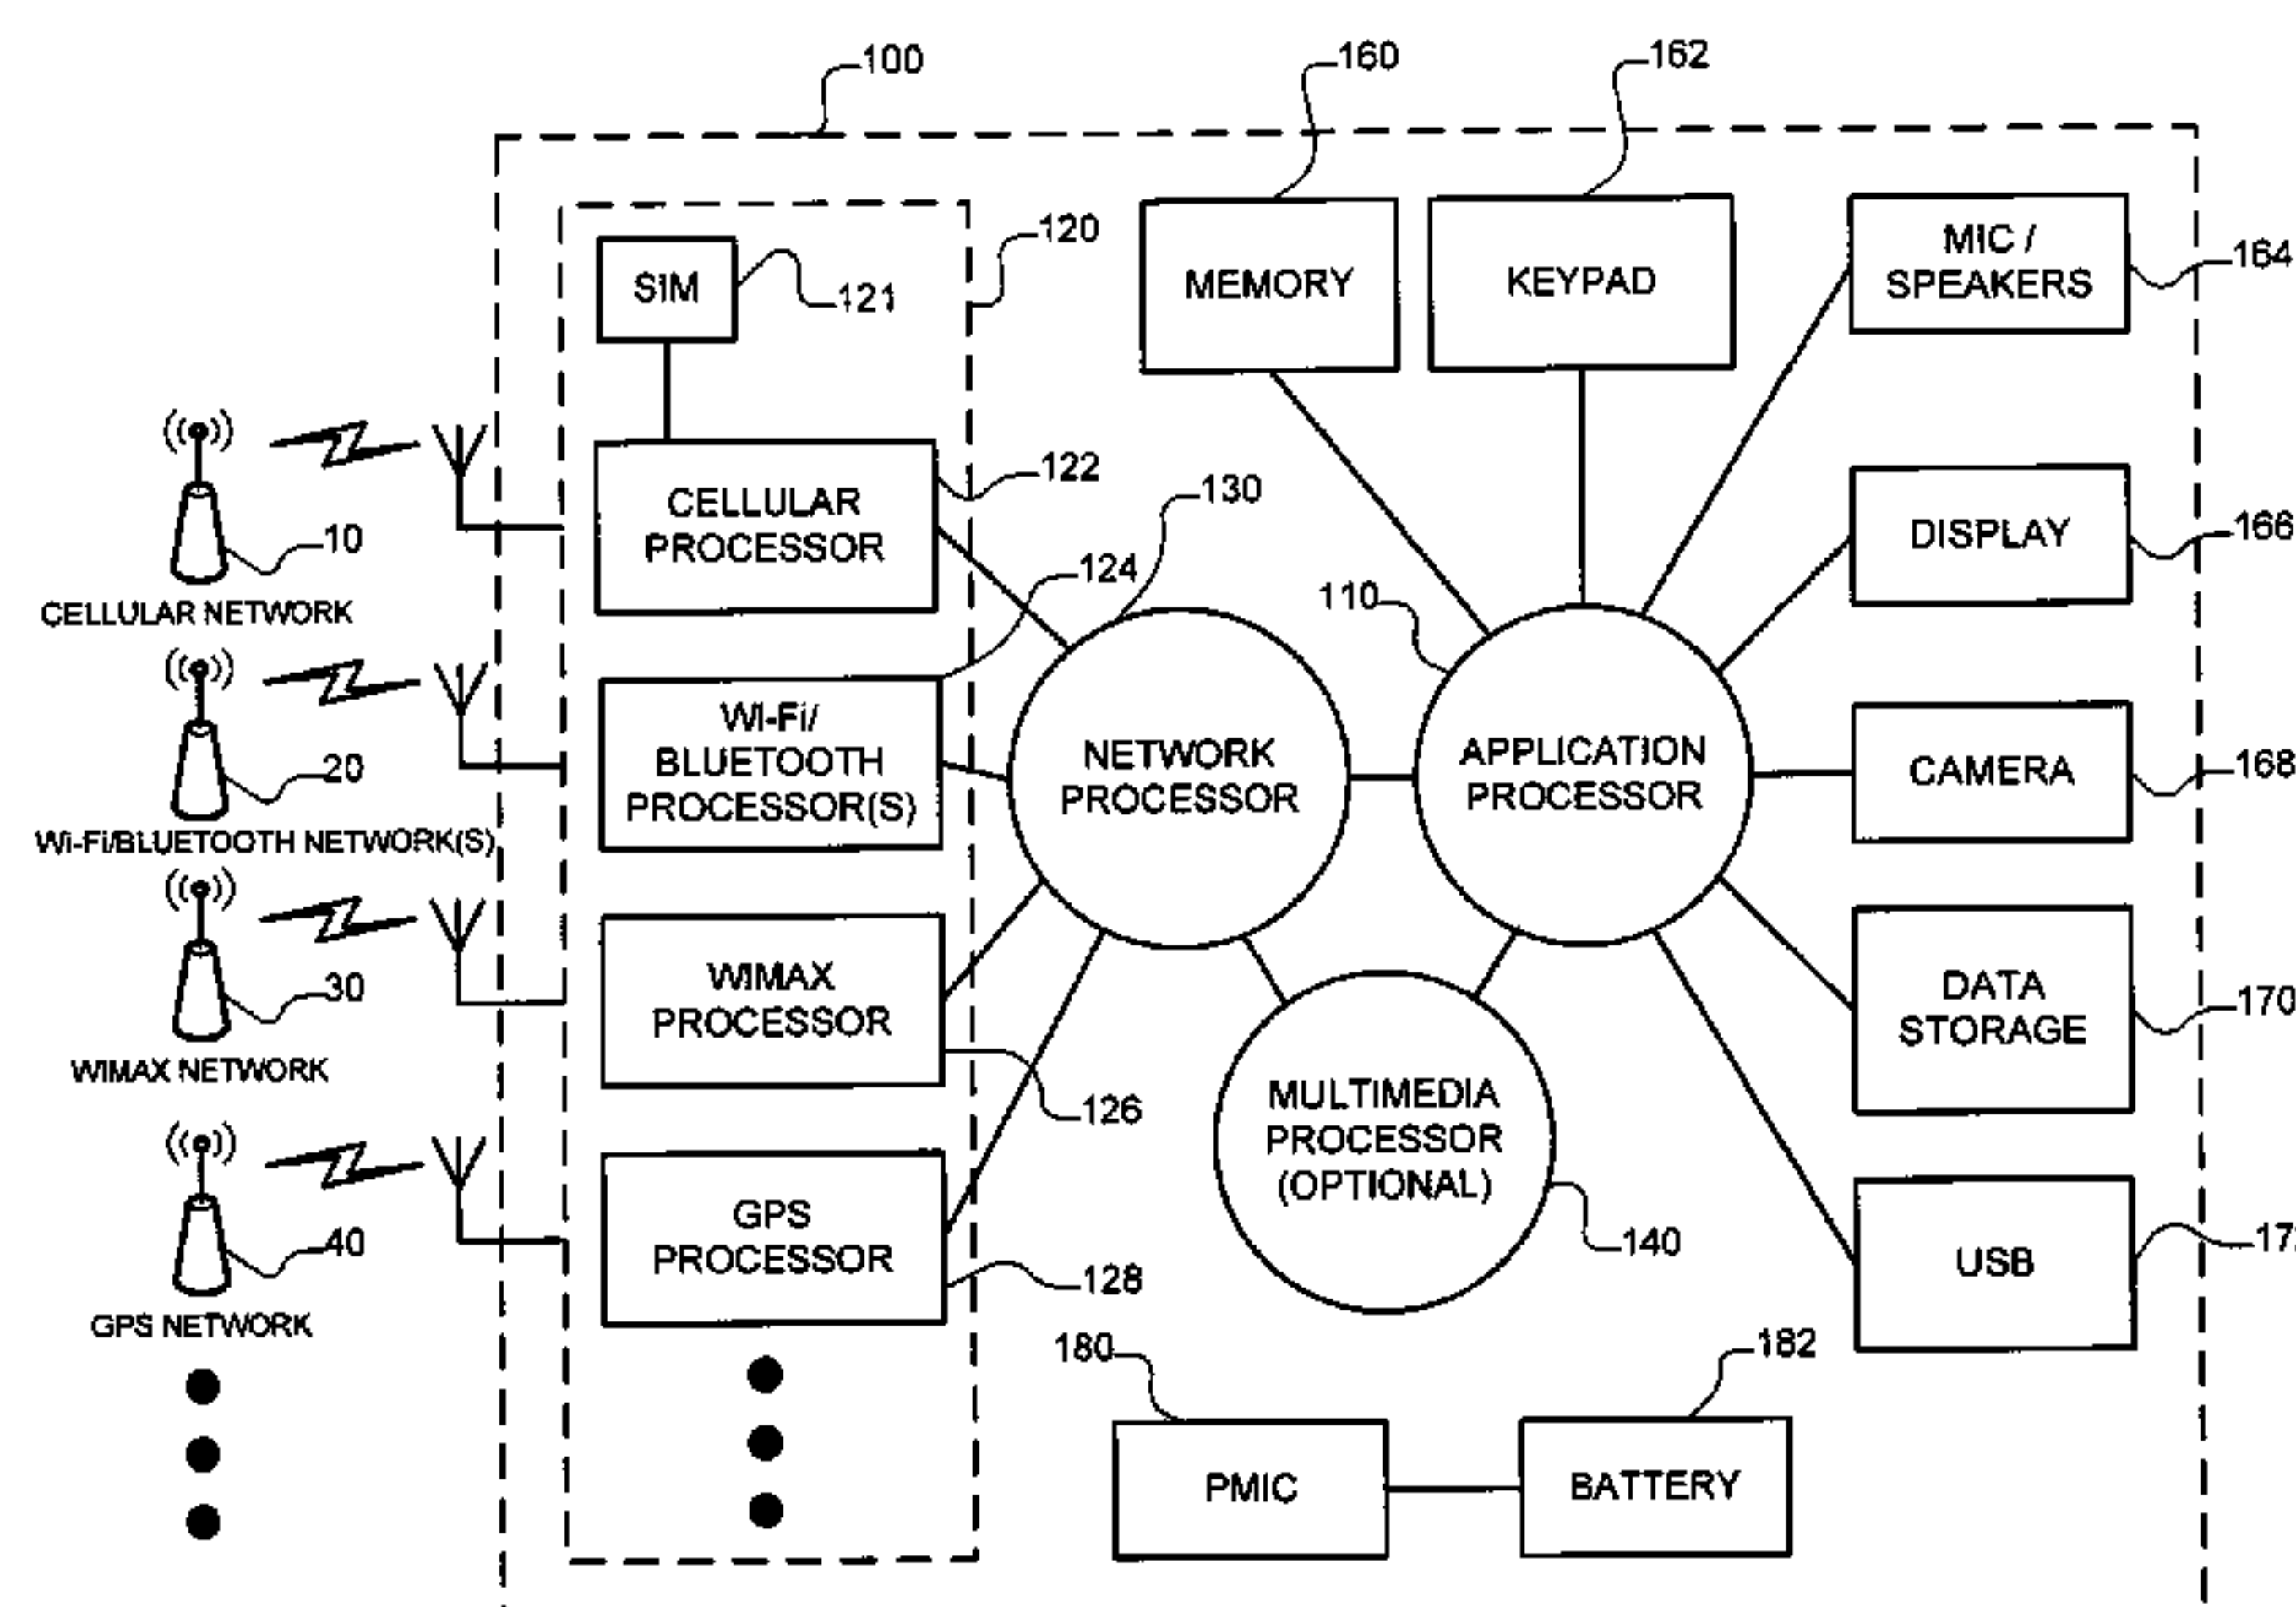 100
160
162
120
SIM
121
MEMORY
KEYPAD
MIC /
SPEAKERS
164
CELLULAR
PROCESSOR
122
130
124
110
DISPLAY
166
10
CELLULAR NETWORK
WI-Fi/
BLUETOOTH
PROCESSOR(S)
NETWORK
PROCESSOR
APPLICATION
PROCESSOR
CAMERA
168
20
Wi-Fi/BLUETOOTH NETWORK(S)
WIMAX
PROCESSOR
126
DATA
STORAGE
170
30
WIMAX NETWORK
MULTIMEDIA
PROCESSOR
(OPTIONAL)
140
GPS
PROCESSOR
128
USB
40
GPS NETWORK
180
182
PMIC
BATTERY